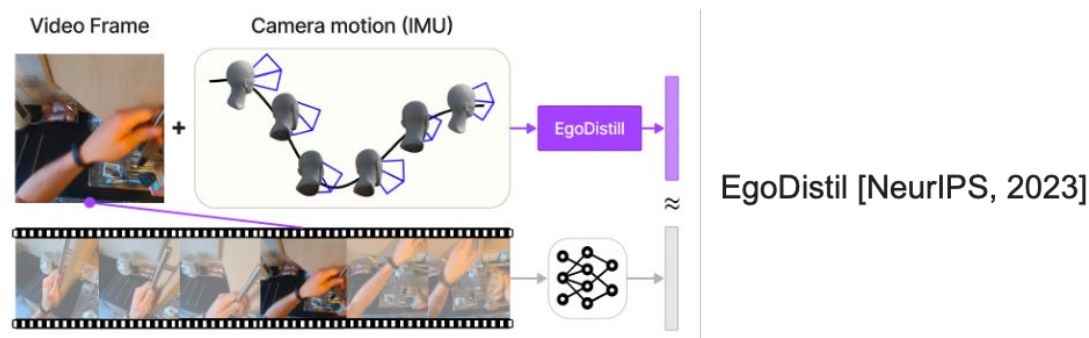 Video Frame
Camera motion (IMU)
+
EgoDistill
≈
EgoDistil [NeurIPS, 2023]